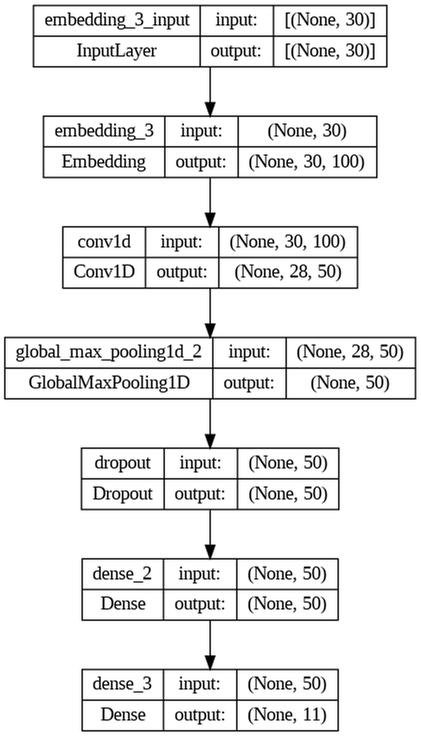 embedding_3_input input: [(None, 30)]
InputLayer output: [(None, 30)]
embedding_3 input: (None, 30)
Embedding output: (None, 30, 100)
conv1d input: (None, 30, 100)
Conv1D output: (None, 28, 50)
global_max_pooling1d_2 input: (None, 28, 50)
GlobalMaxPooling1D output: (None, 50)
dropout input: (None, 50)
Dropout output: (None, 50)
dense_2 input: (None, 50)
Dense output: (None, 50)
dense_3 input: (None, 50)
Dense output: (None, 11)